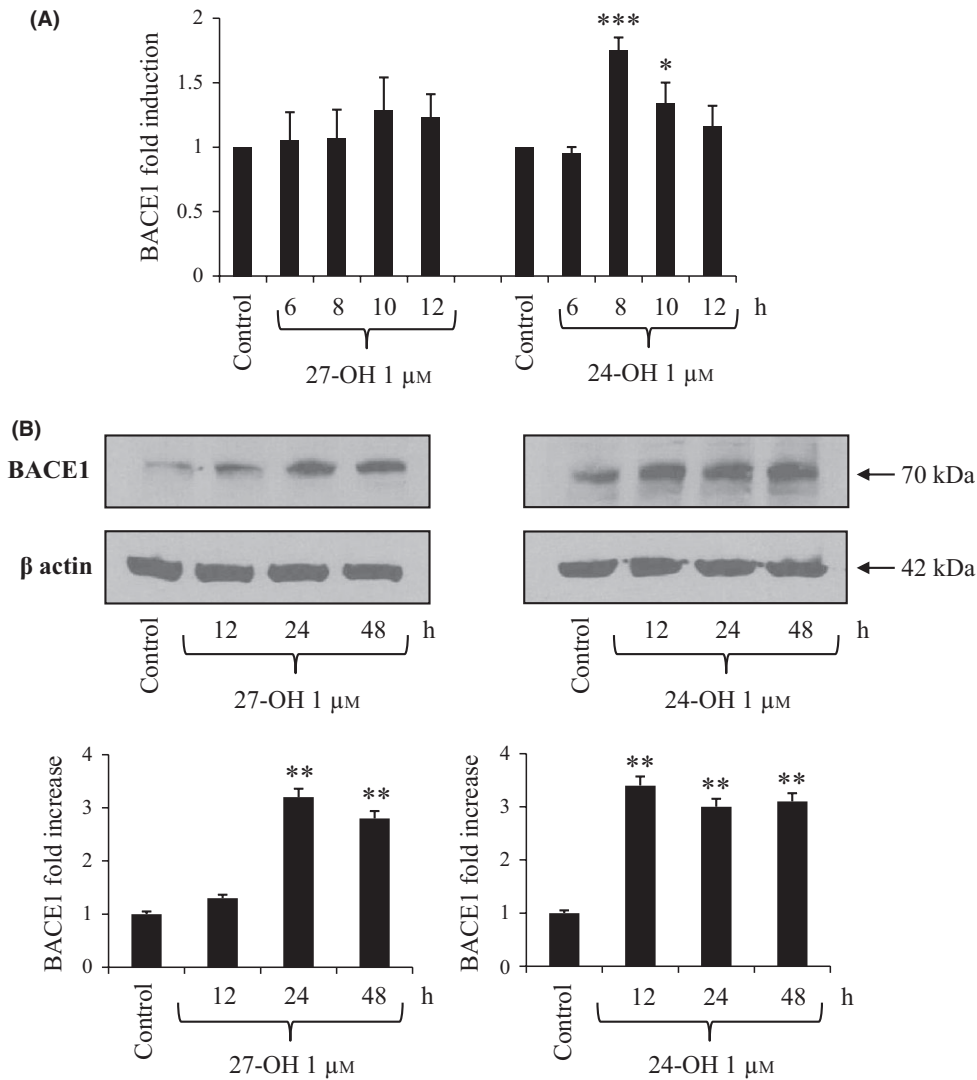 (A)
BACE1 fold induction
2
1.5
1
0.5
0
*** 
*
Control 6 8 10 12 Control 6 8 10 12 h
27-OH 1 μM 24-OH 1 μM
(B)
BACE1 70 kDa
β actin 42 kDa
Control 12 24 48 h Control 12 24 48 h
27-OH 1 μM 24-OH 1 μM
BACE1 fold increase
4
3
2
1
0
** **
Control 12 24 48 h
27-OH 1 μM
BACE1 fold increase
4
3
2
1
0
** ** **
Control 12 24 48 h
24-OH 1 μM